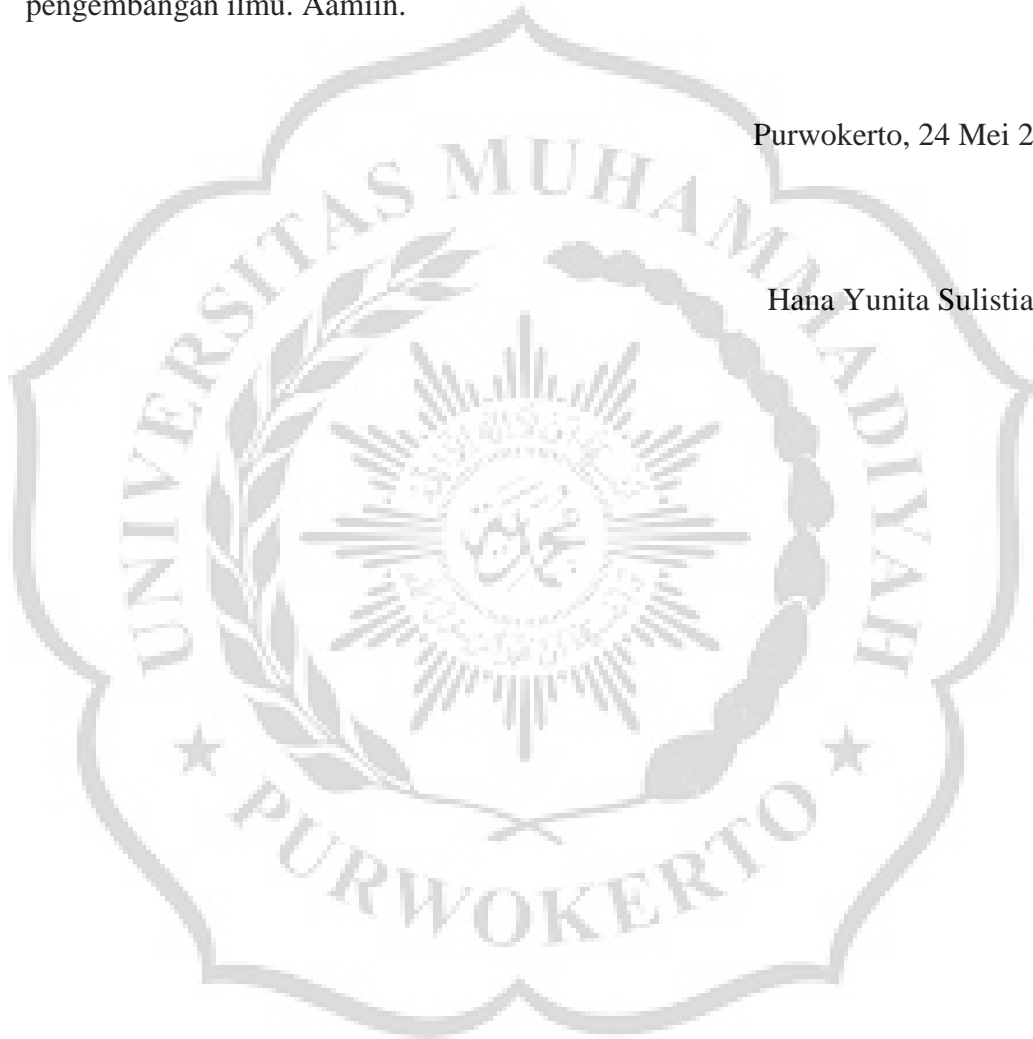 pengembangan ilmu. Aamiin.
Purwokerto, 24 Mei 2
Hana Yunita Sulistia
UNIVERSITAS MUHAMMADIYAH
PURWOKERTO